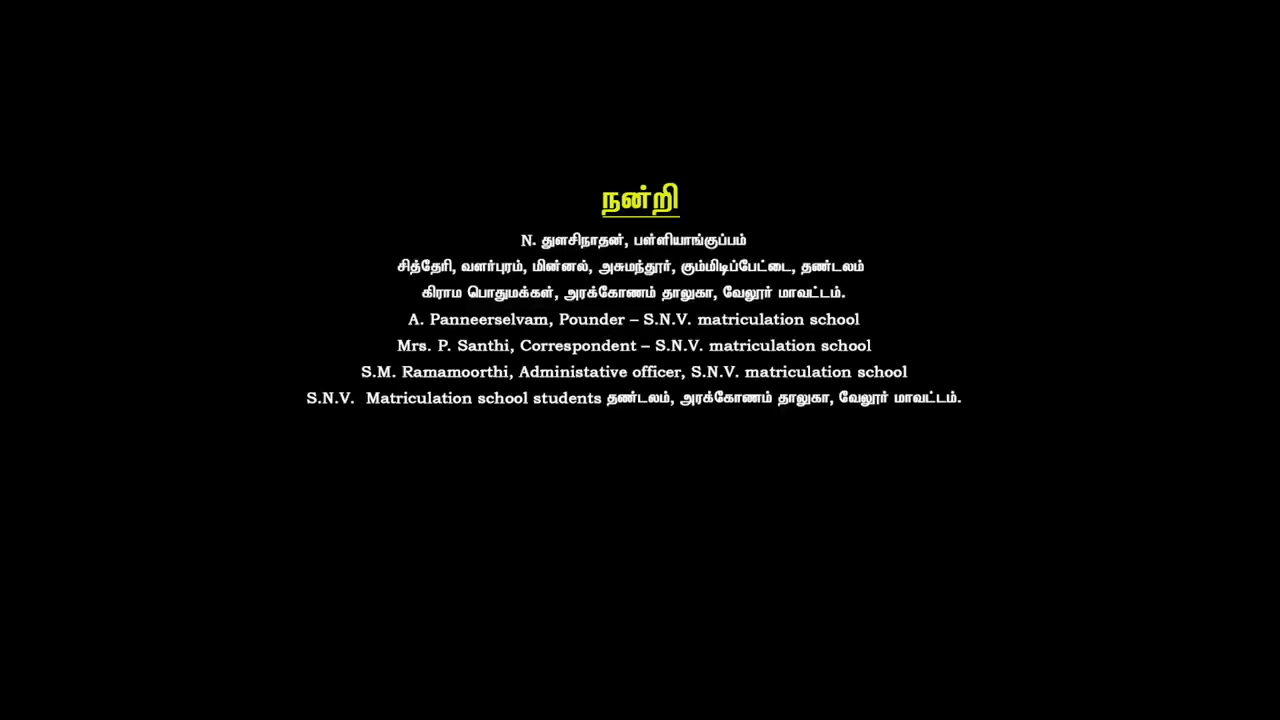 நன்றி
N. துளசிநாதன், பள்ளியாங்குப்பம்
சித்தேரி, வளர்புரம், மின்னல், அசுமந்தூர், கும்மிடிப்பேட்டை, தண்டலம்
கிராம பொதுமக்கள், அரக்கோணம் தாலுகா, வேலூர் மாவட்டம்.
A. Panneerselvam, Pounder – S.N.V. matriculation school
Mrs. P. Santhi, Correspondent – S.N.V. matriculation school
S.M. Ramamoorthi, Administative officer, S.N.V. matriculation school
S.N.V. Matriculation school students தண்டலம், அரக்கோணம் தாலுகா, வேலூர் மாவட்டம்.